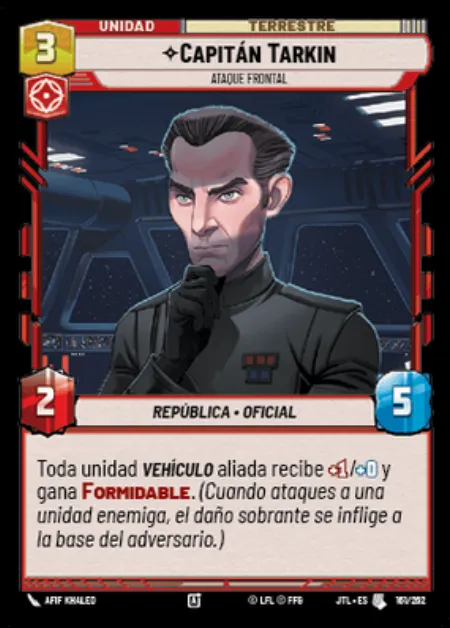 UNIDAD
TERRESTRE
3
CAPITÁN TARKIN
ATAQUE FRONTAL
2
5
REPÚBLICA • OFICIAL
Toda unidad VEHÍCULO aliada recibe +1/+0 y
gana FORMIDABLE. (Cuando ataques a una
unidad enemiga, el daño sobrante se inflige a
la base del adversario.)
AFIF KHALED
© LFL © FFG
JTL • ES
161/262